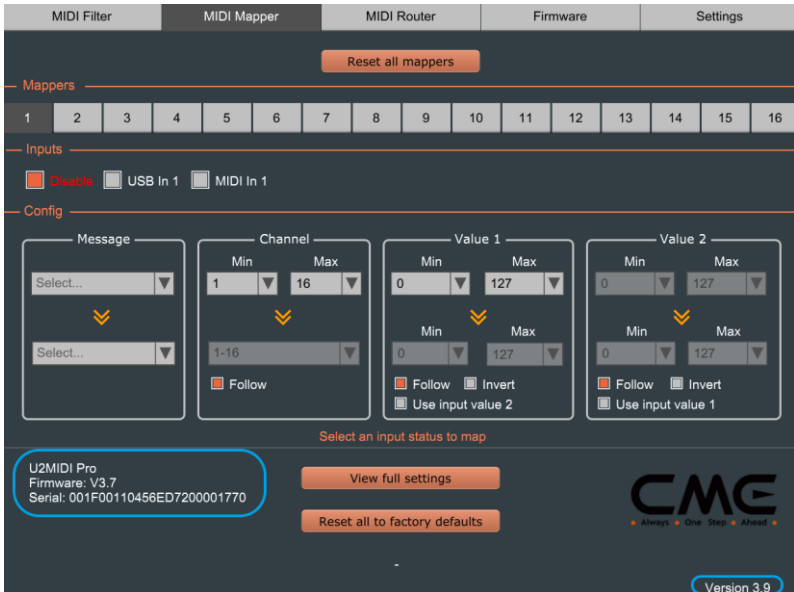 MIDI Filter MIDI Mapper MIDI Router Firmware Settings
Reset all mappers
Mappers
1 2 3 4 5 6 7 8 9 10 11 12 13 14 15 16
Inputs
Disable USB In 1 MIDI In 1
Config
Message Channel Value 1 Value 2
Min Max Min Max Min Max
Select... 1 16 0 127 0 127
Min Max Min Max
Select... 1-16 0 127 0 127
Follow Follow Invert Follow Invert
Use input value 2 Use input value 1
Select an input status to map
U2MIDI Pro
Firmware: V3.7
Serial: 001F00110456ED7200001770
View full settings
Reset all to factory defaults
CME
Always One Step Ahead
-
Version 3.9